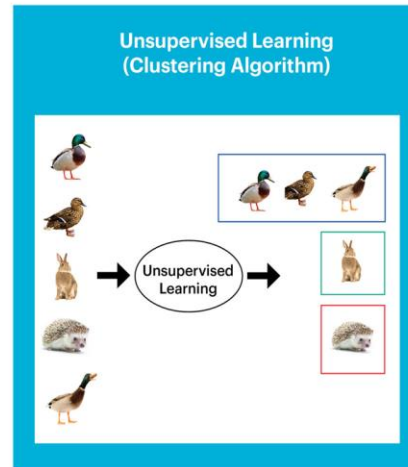 Unsupervised Learning
(Clustering Algorithm)
Unsupervised
Learning